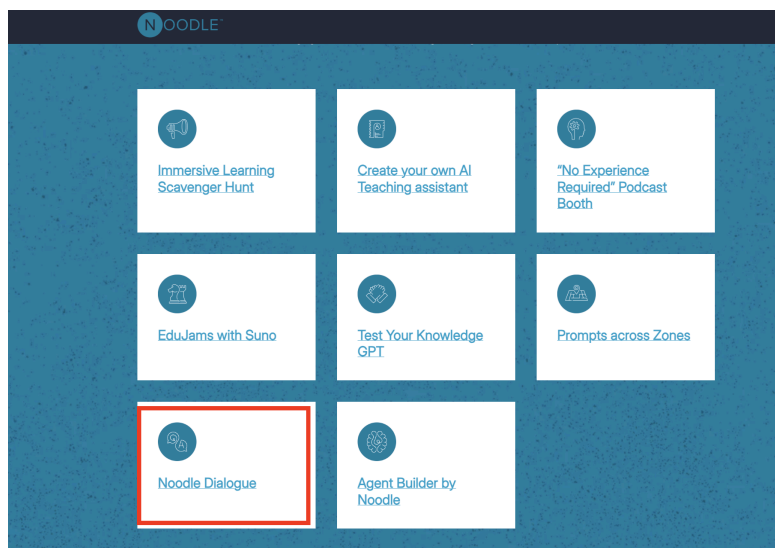 NOODLE™
Immersive Learning
Scavenger Hunt
Create your own AI
Teaching assistant
"No Experience
Required" Podcast
Booth
EduJams with Suno
Test Your Knowledge
GPT
Prompts across Zones
Q
A
Noodle Dialogue
Agent Builder by
Noodle